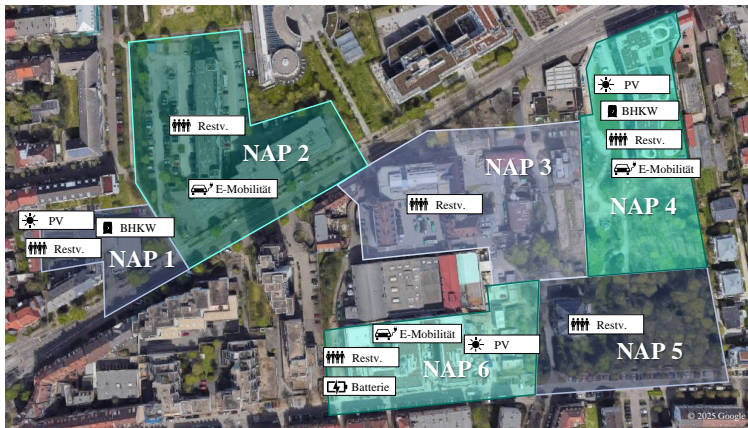 Restv.
NAP 2
E-Mobilität
PV
BHKW
Restv.
NAP 1
Restv.
NAP 3
PV
BHKW
Restv.
E-Mobilität
NAP 4
E-Mobilität
Restv.
PV
NAP 6
Batterie
Restv.
NAP 5
© 2025 Google